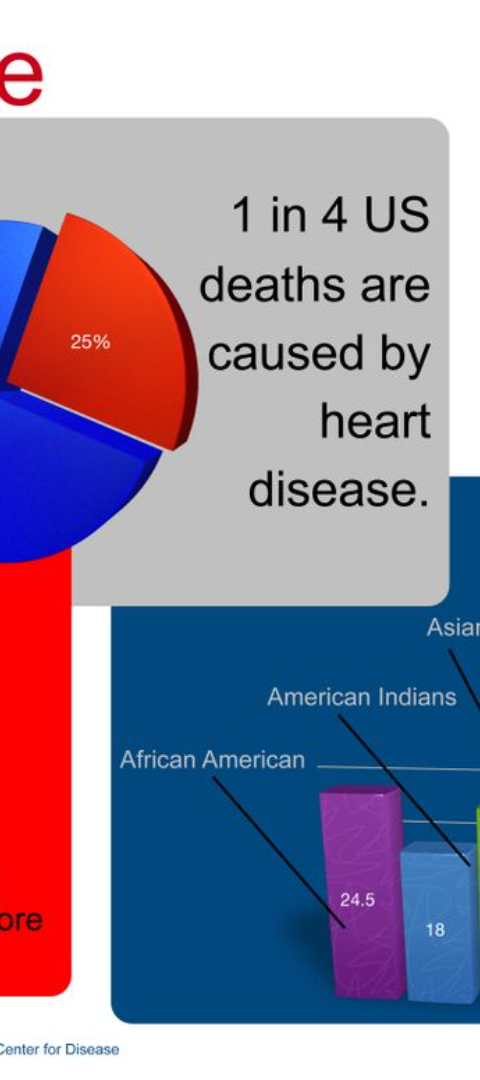 e
25%
1 in 4 US
deaths are
caused by
heart
disease.
Asian
American Indians
African American
24.5
18
ore
Center for Disease